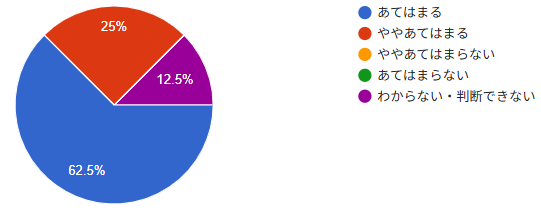 25%
12.5%
62.5%
あてはまる
ややあてはまる
ややあてはまらない
あてはまらない
わからない・判断できない